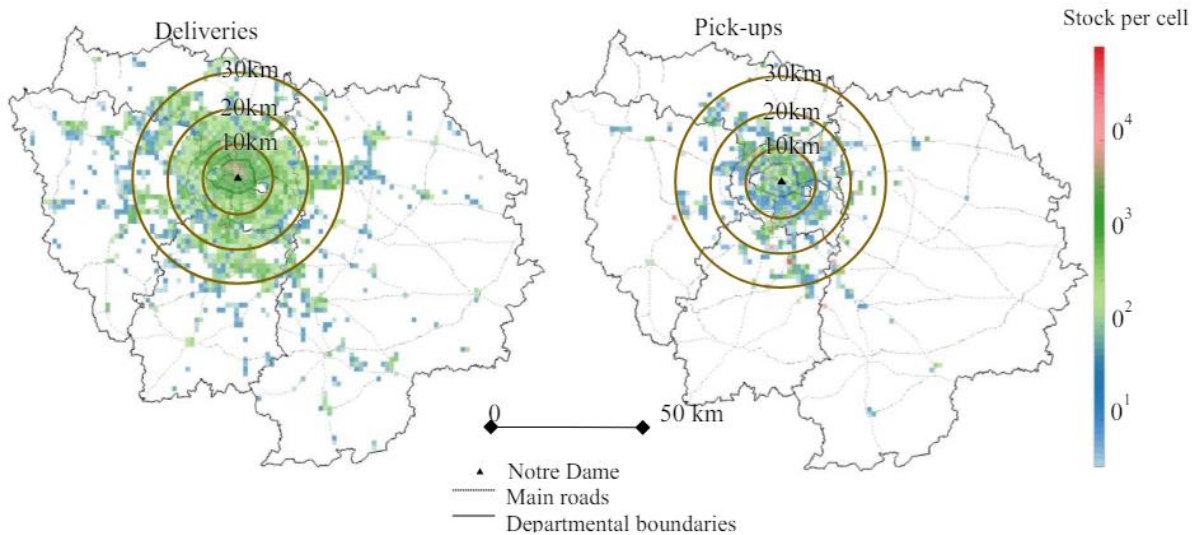 Deliveries
30km
20km
10km
Pick-ups
30km
20km
10km
Stock per cell
0⁴
0³
0²
0¹
0 50 km
Notre Dame
Main roads
Departmental boundaries